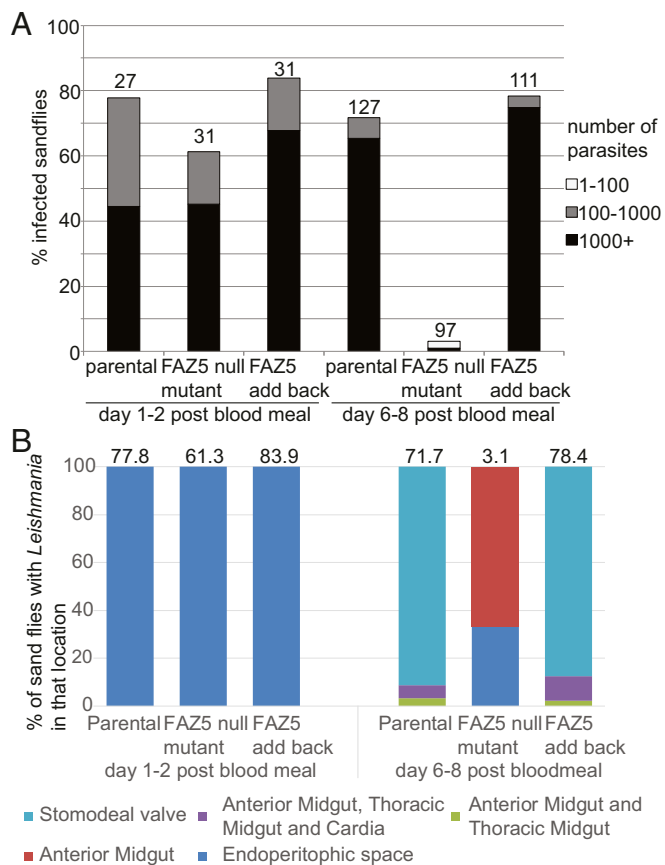 A
% infected sandflies
100
80
60
40
20
0
27
31
31
127
97
111
number of
parasites
1-100
100-1000
1000+
parental FAZ5 null FAZ5 parental FAZ5 null FAZ5
mutant add back mutant add back
day 1-2 post blood meal day 6-8 post blood meal
B
% of sand flies with Leishmania
in that location
77.8 61.3 83.9 71.7 3.1 78.4
100
80
60
40
20
0
Parental FAZ5 null FAZ5 Parental FAZ5 null FAZ5
mutant add back mutant add back
day 1-2 post blood meal day 6-8 post bloodmeal
Stomodeal valve
Anterior Midgut, Thoracic
Midgut and Cardia
Anterior Midgut and
Thoracic Midgut
Anterior Midgut
Endoperitophic space